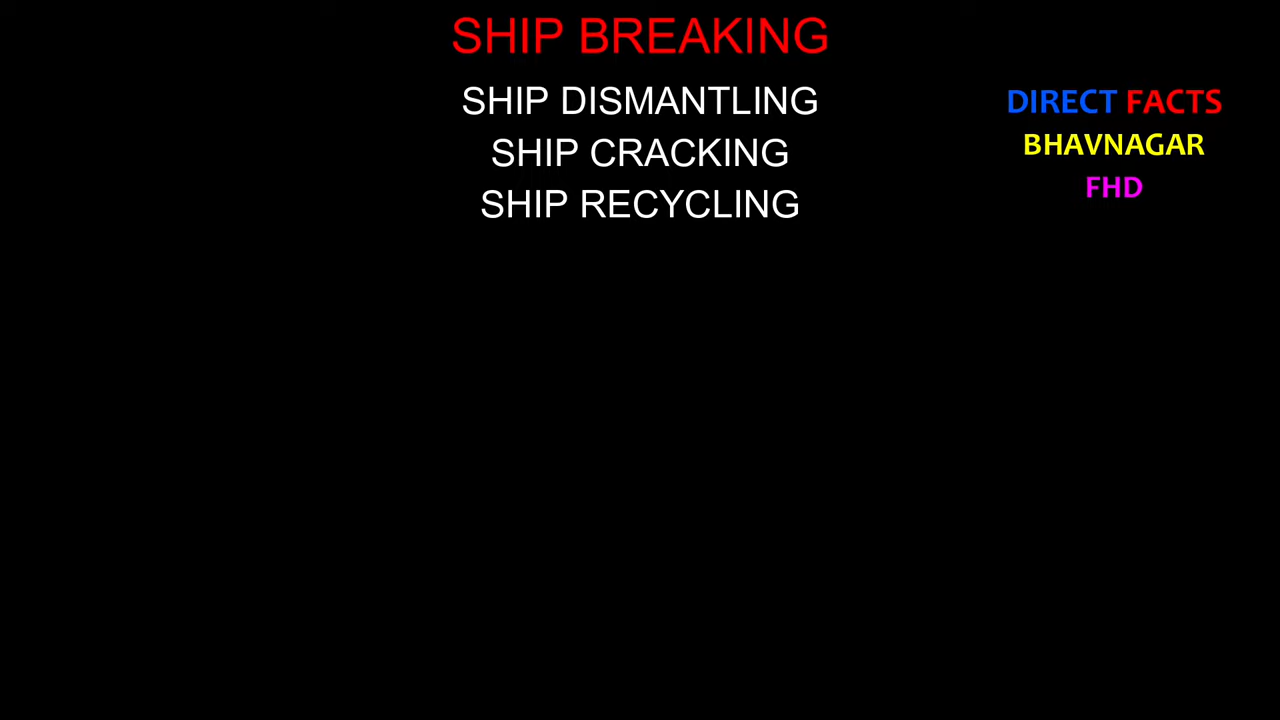 SHIP BREAKING
SHIP DISMANTLING
SHIP CRACKING
SHIP RECYCLING
DIRECT FACTS
BHAVNAGAR
FHD